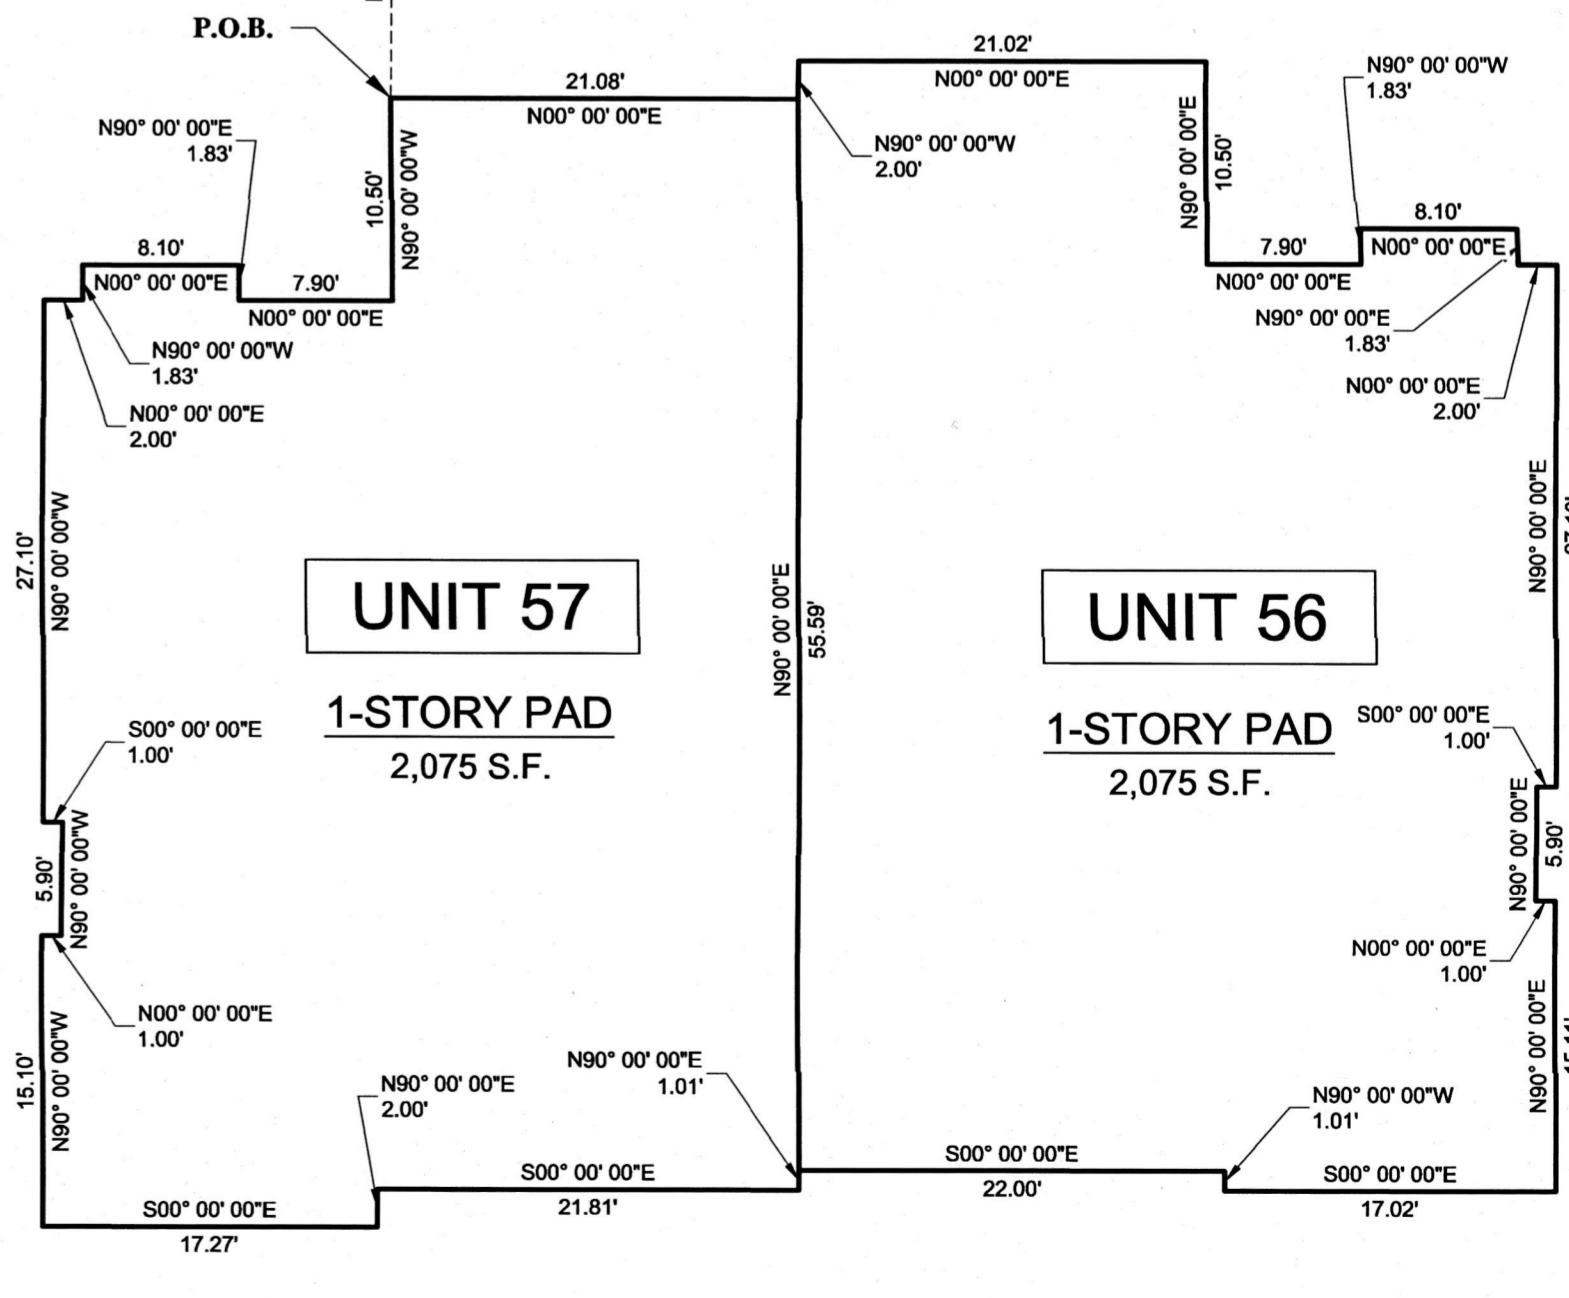 P.O.B.
21.08'
N00° 00' 00"E
21.02'
N00° 00' 00"E
N90° 00' 00"W
1.83'
N90° 00' 00"E
1.83'
10.50'
N90° 00' 00"W
N90° 00' 00"W
2.00'
N90° 00' 00"E
10.50'
8.10'
N00° 00' 00"E
7.90'
N00° 00' 00"E
8.10'
N00° 00' 00"E
7.90'
N00° 00' 00"E
N90° 00' 00"W
1.83'
N00° 00' 00"E
2.00'
N90° 00' 00"E
1.83'
N00° 00' 00"E
2.00'
27.10'
N90° 00' 00"W
N90° 00' 00"E
UNIT 57
1-STORY PAD
2,075 S.F.
N90° 00' 00"E
55.59'
UNIT 56
1-STORY PAD
2,075 S.F.
S00° 00' 00"E
1.00'
S00° 00' 00"E
1.00'
5.90'
N90° 00' 00"W
N90° 00' 00"E
5.90'
N00° 00' 00"E
1.00'
N00° 00' 00"E
1.00'
15.10'
N90° 00' 00"W
N90° 00' 00"E
N90° 00' 00"E
2.00'
N90° 00' 00"E
1.01'
N90° 00' 00"W
1.01'
S00° 00' 00"E
17.27'
S00° 00' 00"E
21.81'
S00° 00' 00"E
22.00'
S00° 00' 00"E
17.02'